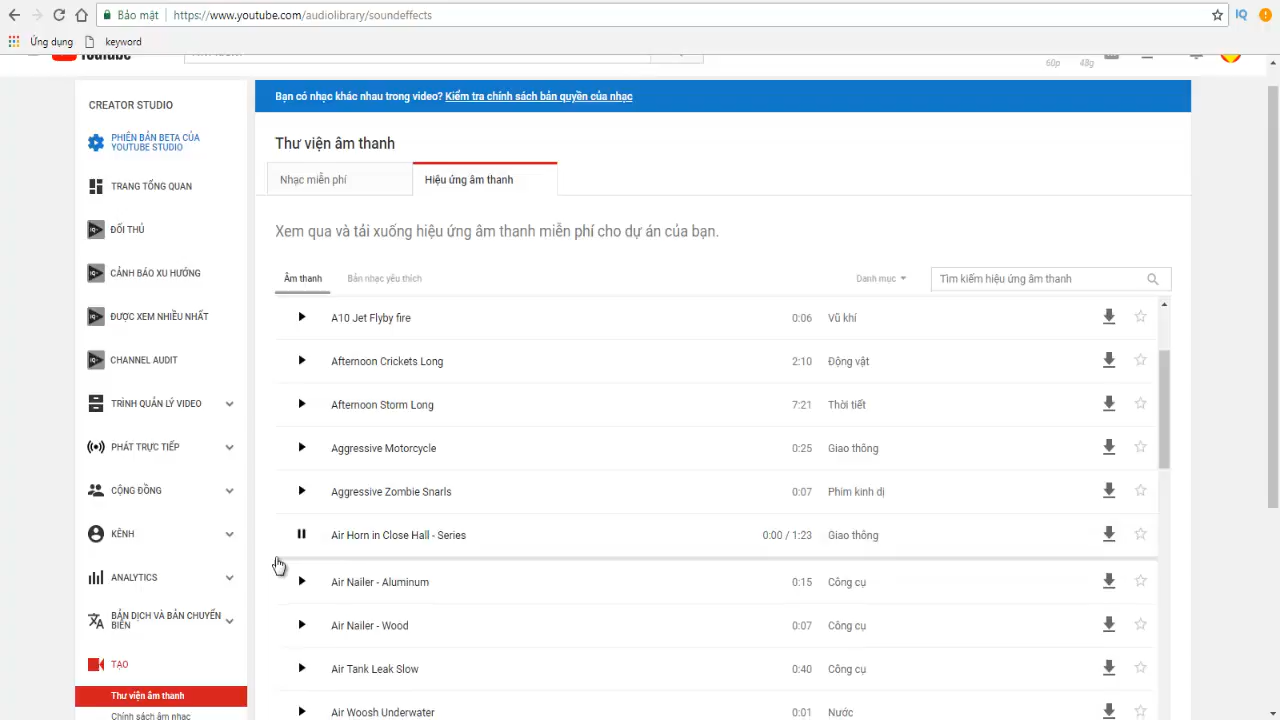 Bảo mật https://www.youtube.com/audiolibrary/soundeffects
Ứng dụng keyword
60p 48g
CREATOR STUDIO
PHIÊN BẢN BETA CỦA
YOUTUBE STUDIO
TRANG TỔNG QUAN
ĐỐI THỦ
CẢNH BÁO XU HƯỚNG
ĐƯỢC XEM NHIỀU NHẤT
CHANNEL AUDIT
TRÌNH QUẢN LÝ VIDEO
PHÁT TRỰC TIẾP
CỘNG ĐỒNG
KÊNH
ANALYTICS
BẢN DỊCH VÀ BẢN CHUYỂN
BIÊN
TẠO
Thư viện âm thanh
Chính sách âm nhạc
Bạn có nhạc khác nhau trong video? Kiểm tra chính sách bản quyền của nhạc
Thư viện âm thanh
Nhạc miễn phí
Hiệu ứng âm thanh
Xem qua và tải xuống hiệu ứng âm thanh miễn phí cho dự án của bạn.
Âm thanh
Bản nhạc yêu thích
Danh mục
Tìm kiếm hiệu ứng âm thanh
A10 Jet Flyby fire 0:06 Vũ khí
Afternoon Crickets Long 2:10 Động vật
Afternoon Storm Long 7:21 Thời tiết
Aggressive Motorcycle 0:25 Giao thông
Aggressive Zombie Snarls 0:07 Phim kinh dị
Air Horn in Close Hall - Series 0:00 / 1:23 Giao thông
Air Nailer - Aluminum 0:15 Công cụ
Air Nailer - Wood 0:07 Công cụ
Air Tank Leak Slow 0:40 Công cụ
Air Woosh Underwater 0:01 Nước